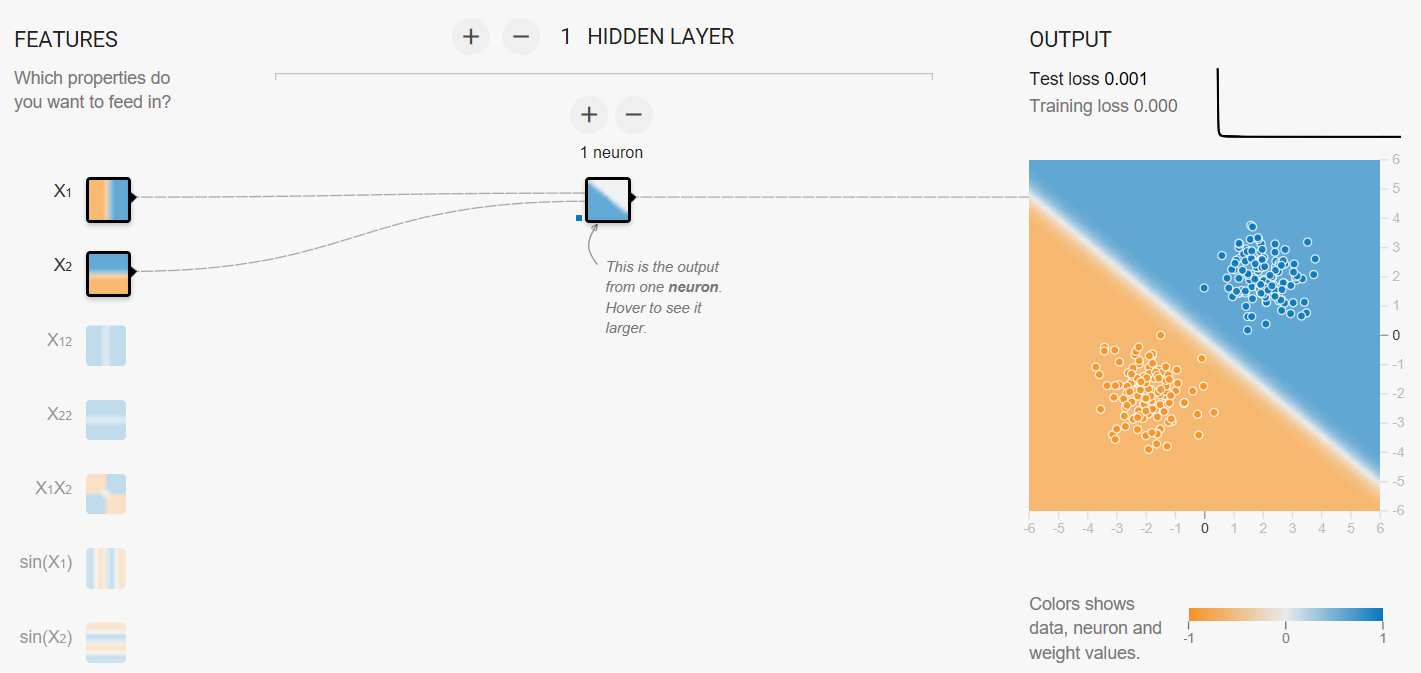 FEATURES
Which properties do
you want to feed in?
X1
X2
X12
X22
X1X2
sin(X1)
sin(X2)
+ − 1 HIDDEN LAYER
+ −
1 neuron
This is the output
from one neuron.
Hover to see it
larger.
OUTPUT
Test loss 0.001
Training loss 0.000
6
5
4
3
2
1
0
-1
-2
-3
-4
-5
-6
-6 -5 -4 -3 -2 -1 0 1 2 3 4 5 6
Colors shows
data, neuron and
weight values.
-1 0 1